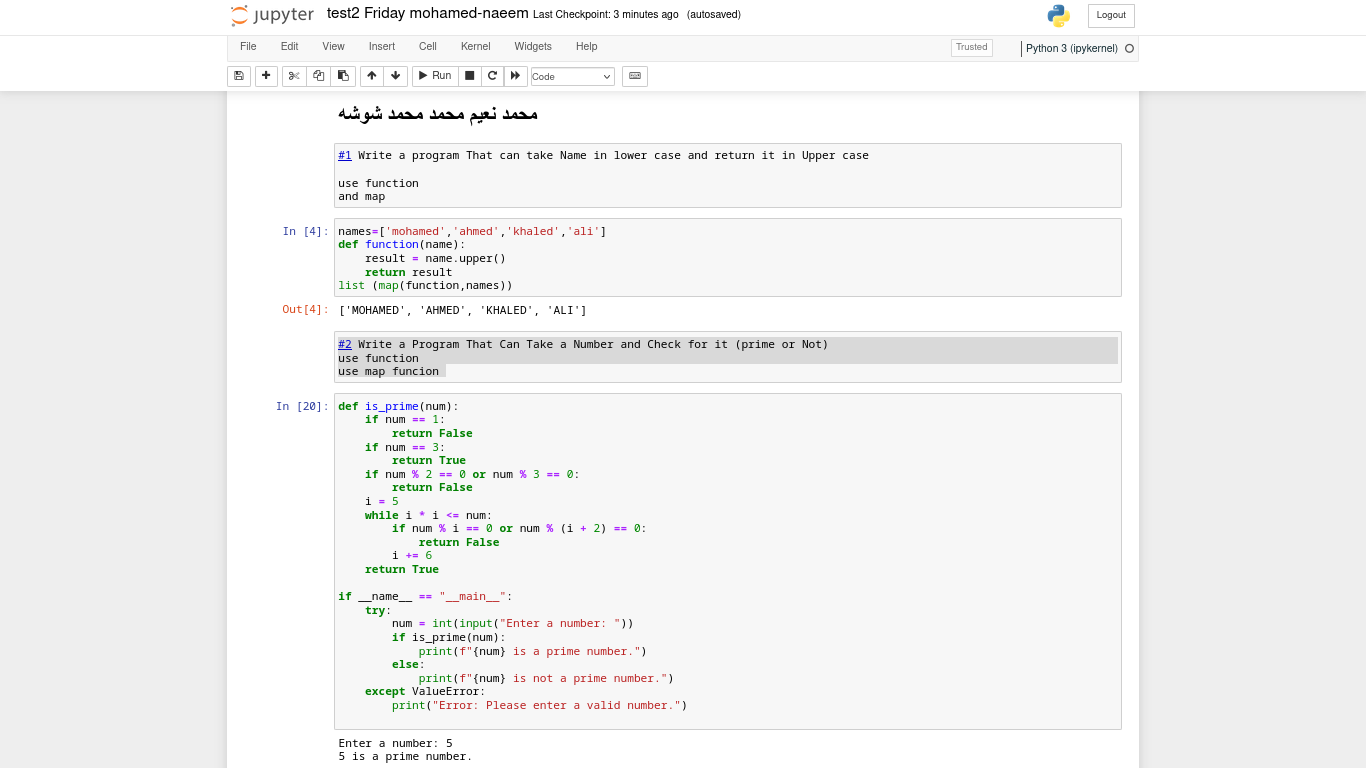 jupyter test2 Friday mohamed-naeem Last Checkpoint: 3 minutes ago (autosaved) Logout
File Edit View Insert Cell Kernel Widgets Help Trusted Python 3 (ipykernel)
Run Code
محمد نعيم محمد محمد شوشه
#1 Write a program That can take Name in lower case and return it in Upper case
use function
and map
In [4]: names=['mohamed','ahmed','khaled','ali']
def function(name):
    result = name.upper()
    return result
list (map(function,names))
Out[4]: ['MOHAMED', 'AHMED', 'KHALED', 'ALI']
#2 Write a Program That Can Take a Number and Check for it (prime or Not)
use function
use map funcion
In [20]: def is_prime(num):
    if num == 1:
        return False
    if num == 3:
        return True
    if num % 2 == 0 or num % 3 == 0:
        return False
    i = 5
    while i * i <= num:
        if num % i == 0 or num % (i + 2) == 0:
            return False
        i += 6
    return True
if __name__ == "__main__":
    try:
        num = int(input("Enter a number: "))
        if is_prime(num):
            print(f"{num} is a prime number.")
        else:
            print(f"{num} is not a prime number.")
    except ValueError:
        print("Error: Please enter a valid number.")
Enter a number: 5
5 is a prime number.